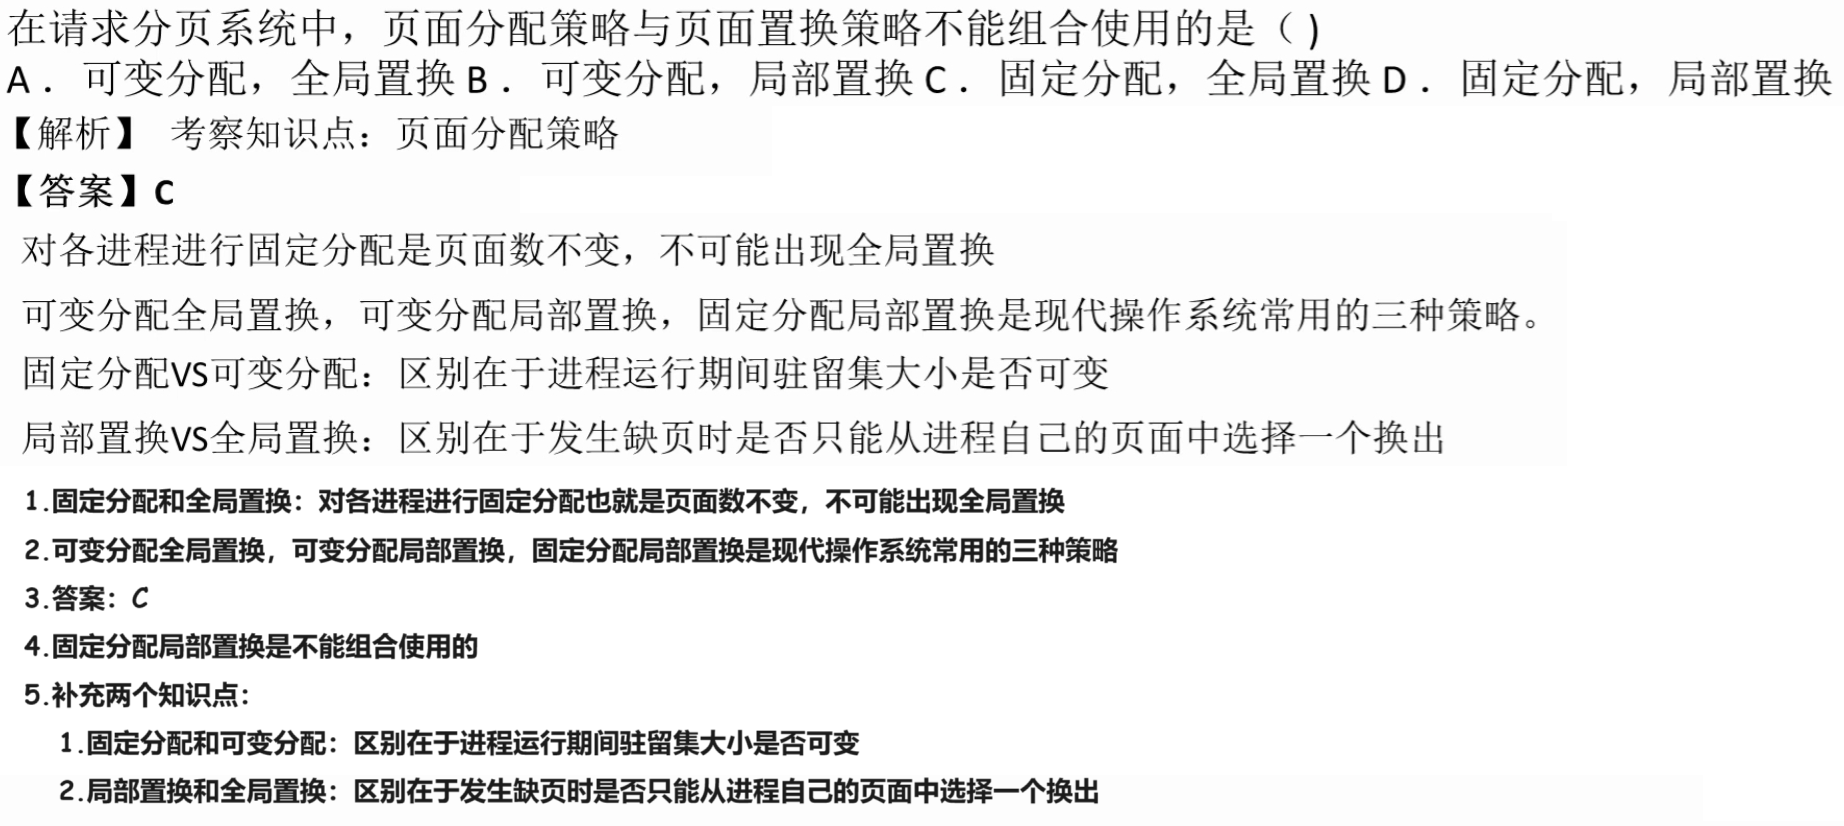 在请求分页系统中，页面分配策略与页面置换策略不能组合使用的是（ )
A． 可变分配，全局置换 B． 可变分配，局部置换 C． 固定分配，全局置换 D． 固定分配，局部置换
【解析】 考察知识点：页面分配策略
【答案】C
对各进程进行固定分配是页面数不变，不可能出现全局置换
可变分配全局置换，可变分配局部置换，固定分配局部置换是现代操作系统常用的三种策略。
固定分配VS可变分配：区别在于进程运行期间驻留集大小是否可变
局部置换VS全局置换：区别在于发生缺页时是否只能从进程自己的页面中选择一个换出
1.固定分配和全局置换：对各进程进行固定分配也就是页面数不变，不可能出现全局置换
2.可变分配全局置换，可变分配局部置换，固定分配局部置换是现代操作系统常用的三种策略
3.答案：C
4.固定分配局部置换是不能组合使用的
5.补充两个知识点：
1.固定分配和可变分配：区别在于进程运行期间驻留集大小是否可变
2.局部置换和全局置换：区别在于发生缺页时是否只能从进程自己的页面中选择一个换出